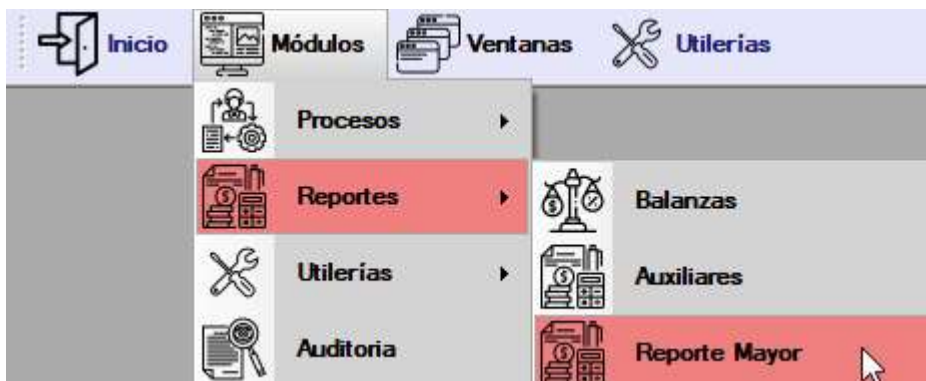 Inicio Módulos Ventanas Utilerías
Procesos
Reportes Balanzas
Utilerías Auxiliares
Auditoria Reporte Mayor